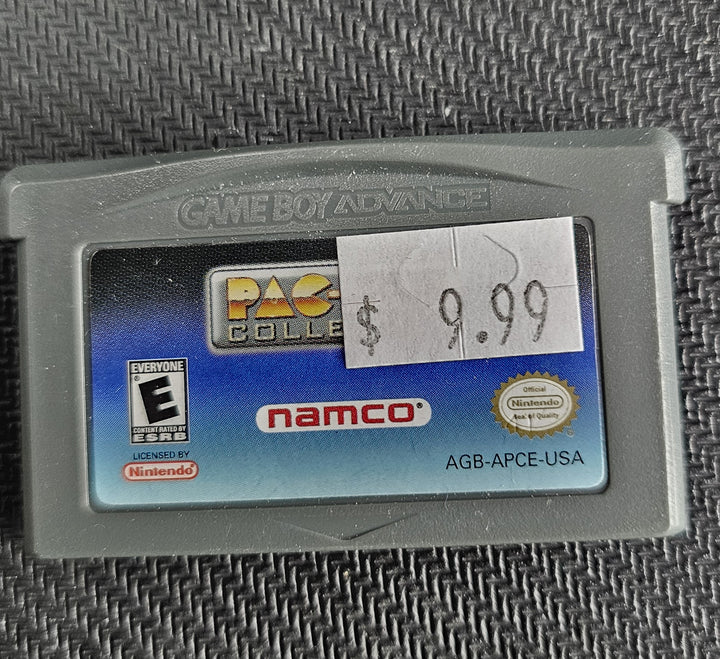 GAME BOY ADVANCE
PAC-
COLLE
$ 9.99
EVERYONE
E
CONTENT RATED BY
ESRB
namco®
Official
Nintendo
Seal of Quality
LICENSED BY
Nintendo
AGB-APCE-USA